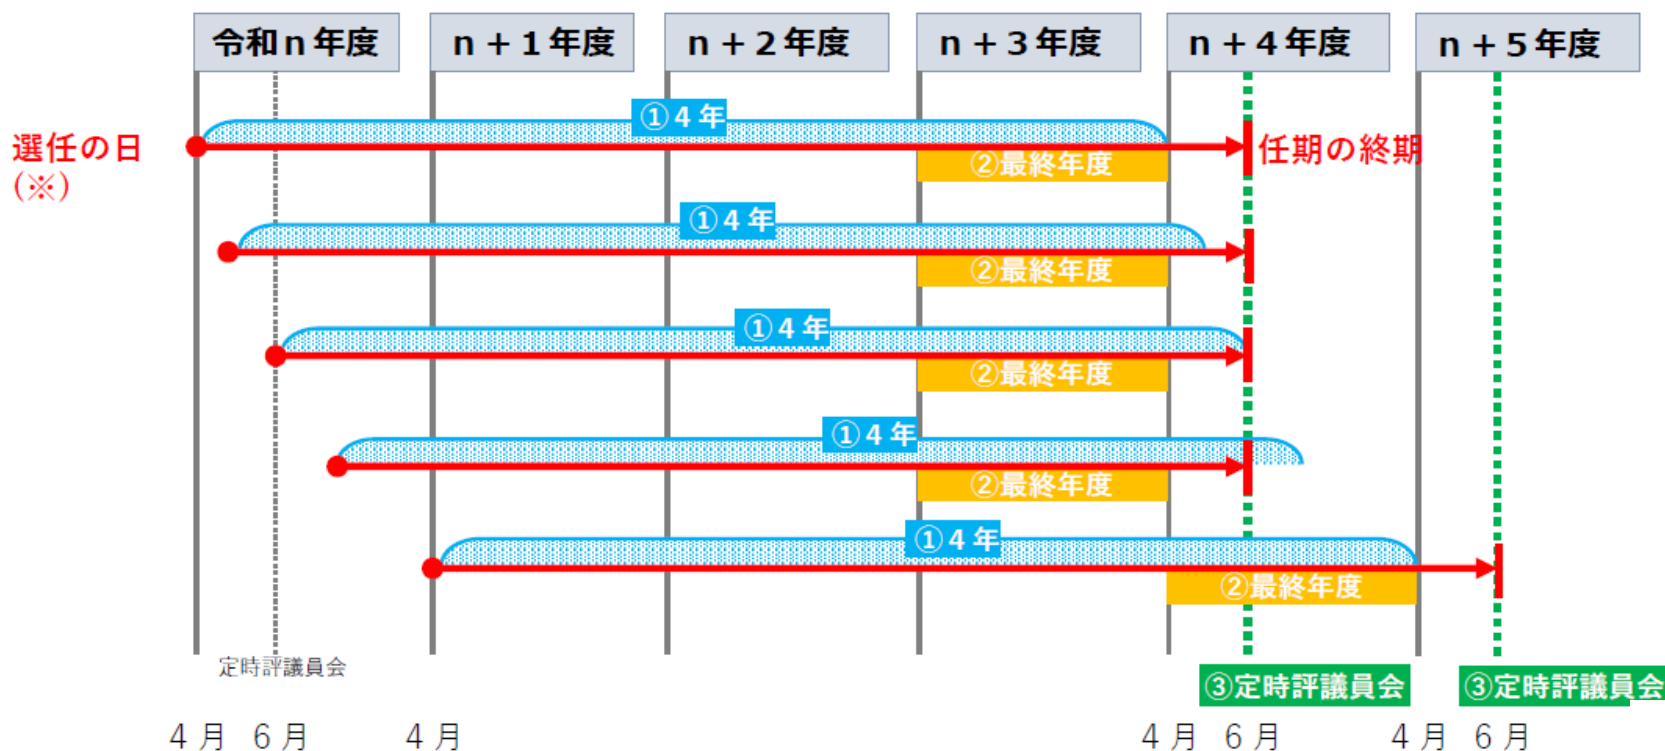 令和ｎ年度
ｎ＋１年度
ｎ＋２年度
ｎ＋３年度
ｎ＋４年度
ｎ＋５年度
選任の日
(※)
①４年
②最終年度
任期の終期
①４年
②最終年度
①４年
②最終年度
①４年
②最終年度
①４年
②最終年度
定時評議員会
③定時評議員会
③定時評議員会
４月
６月
４月
４月
６月
４月
６月